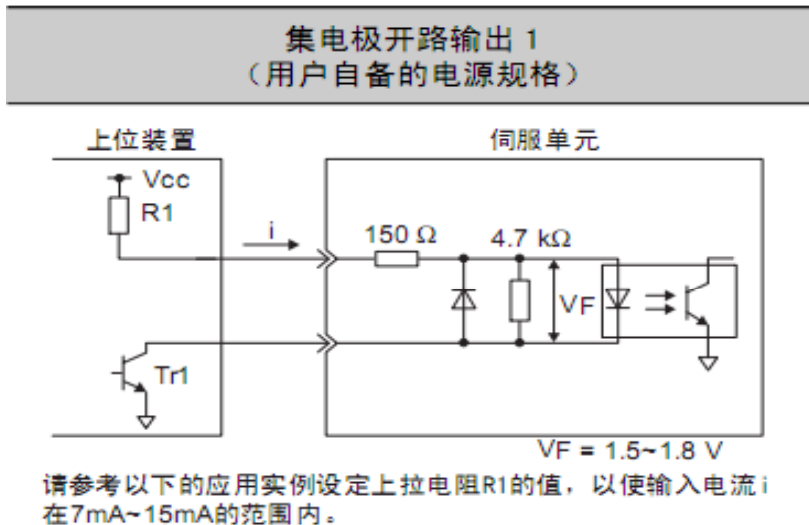 集电极开路输出 1
（用户自备的电源规格）
上位装置
伺服单元
Vcc
R1
i
150 Ω
4.7 kΩ
VF
Tr1
VF = 1.5~1.8 V
请参考以下的应用实例设定上拉电阻R1的值，以使输入电流 i
在7mA~15mA的范围内。